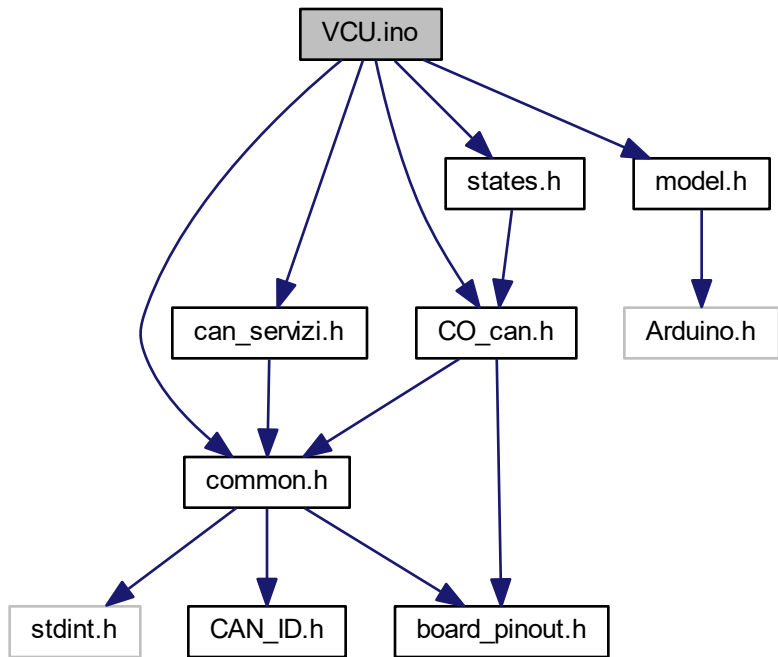 VCU.ino
states.h
model.h
can_servizi.h
CO_can.h
Arduino.h
common.h
stdint.h
CAN_ID.h
board_pinout.h